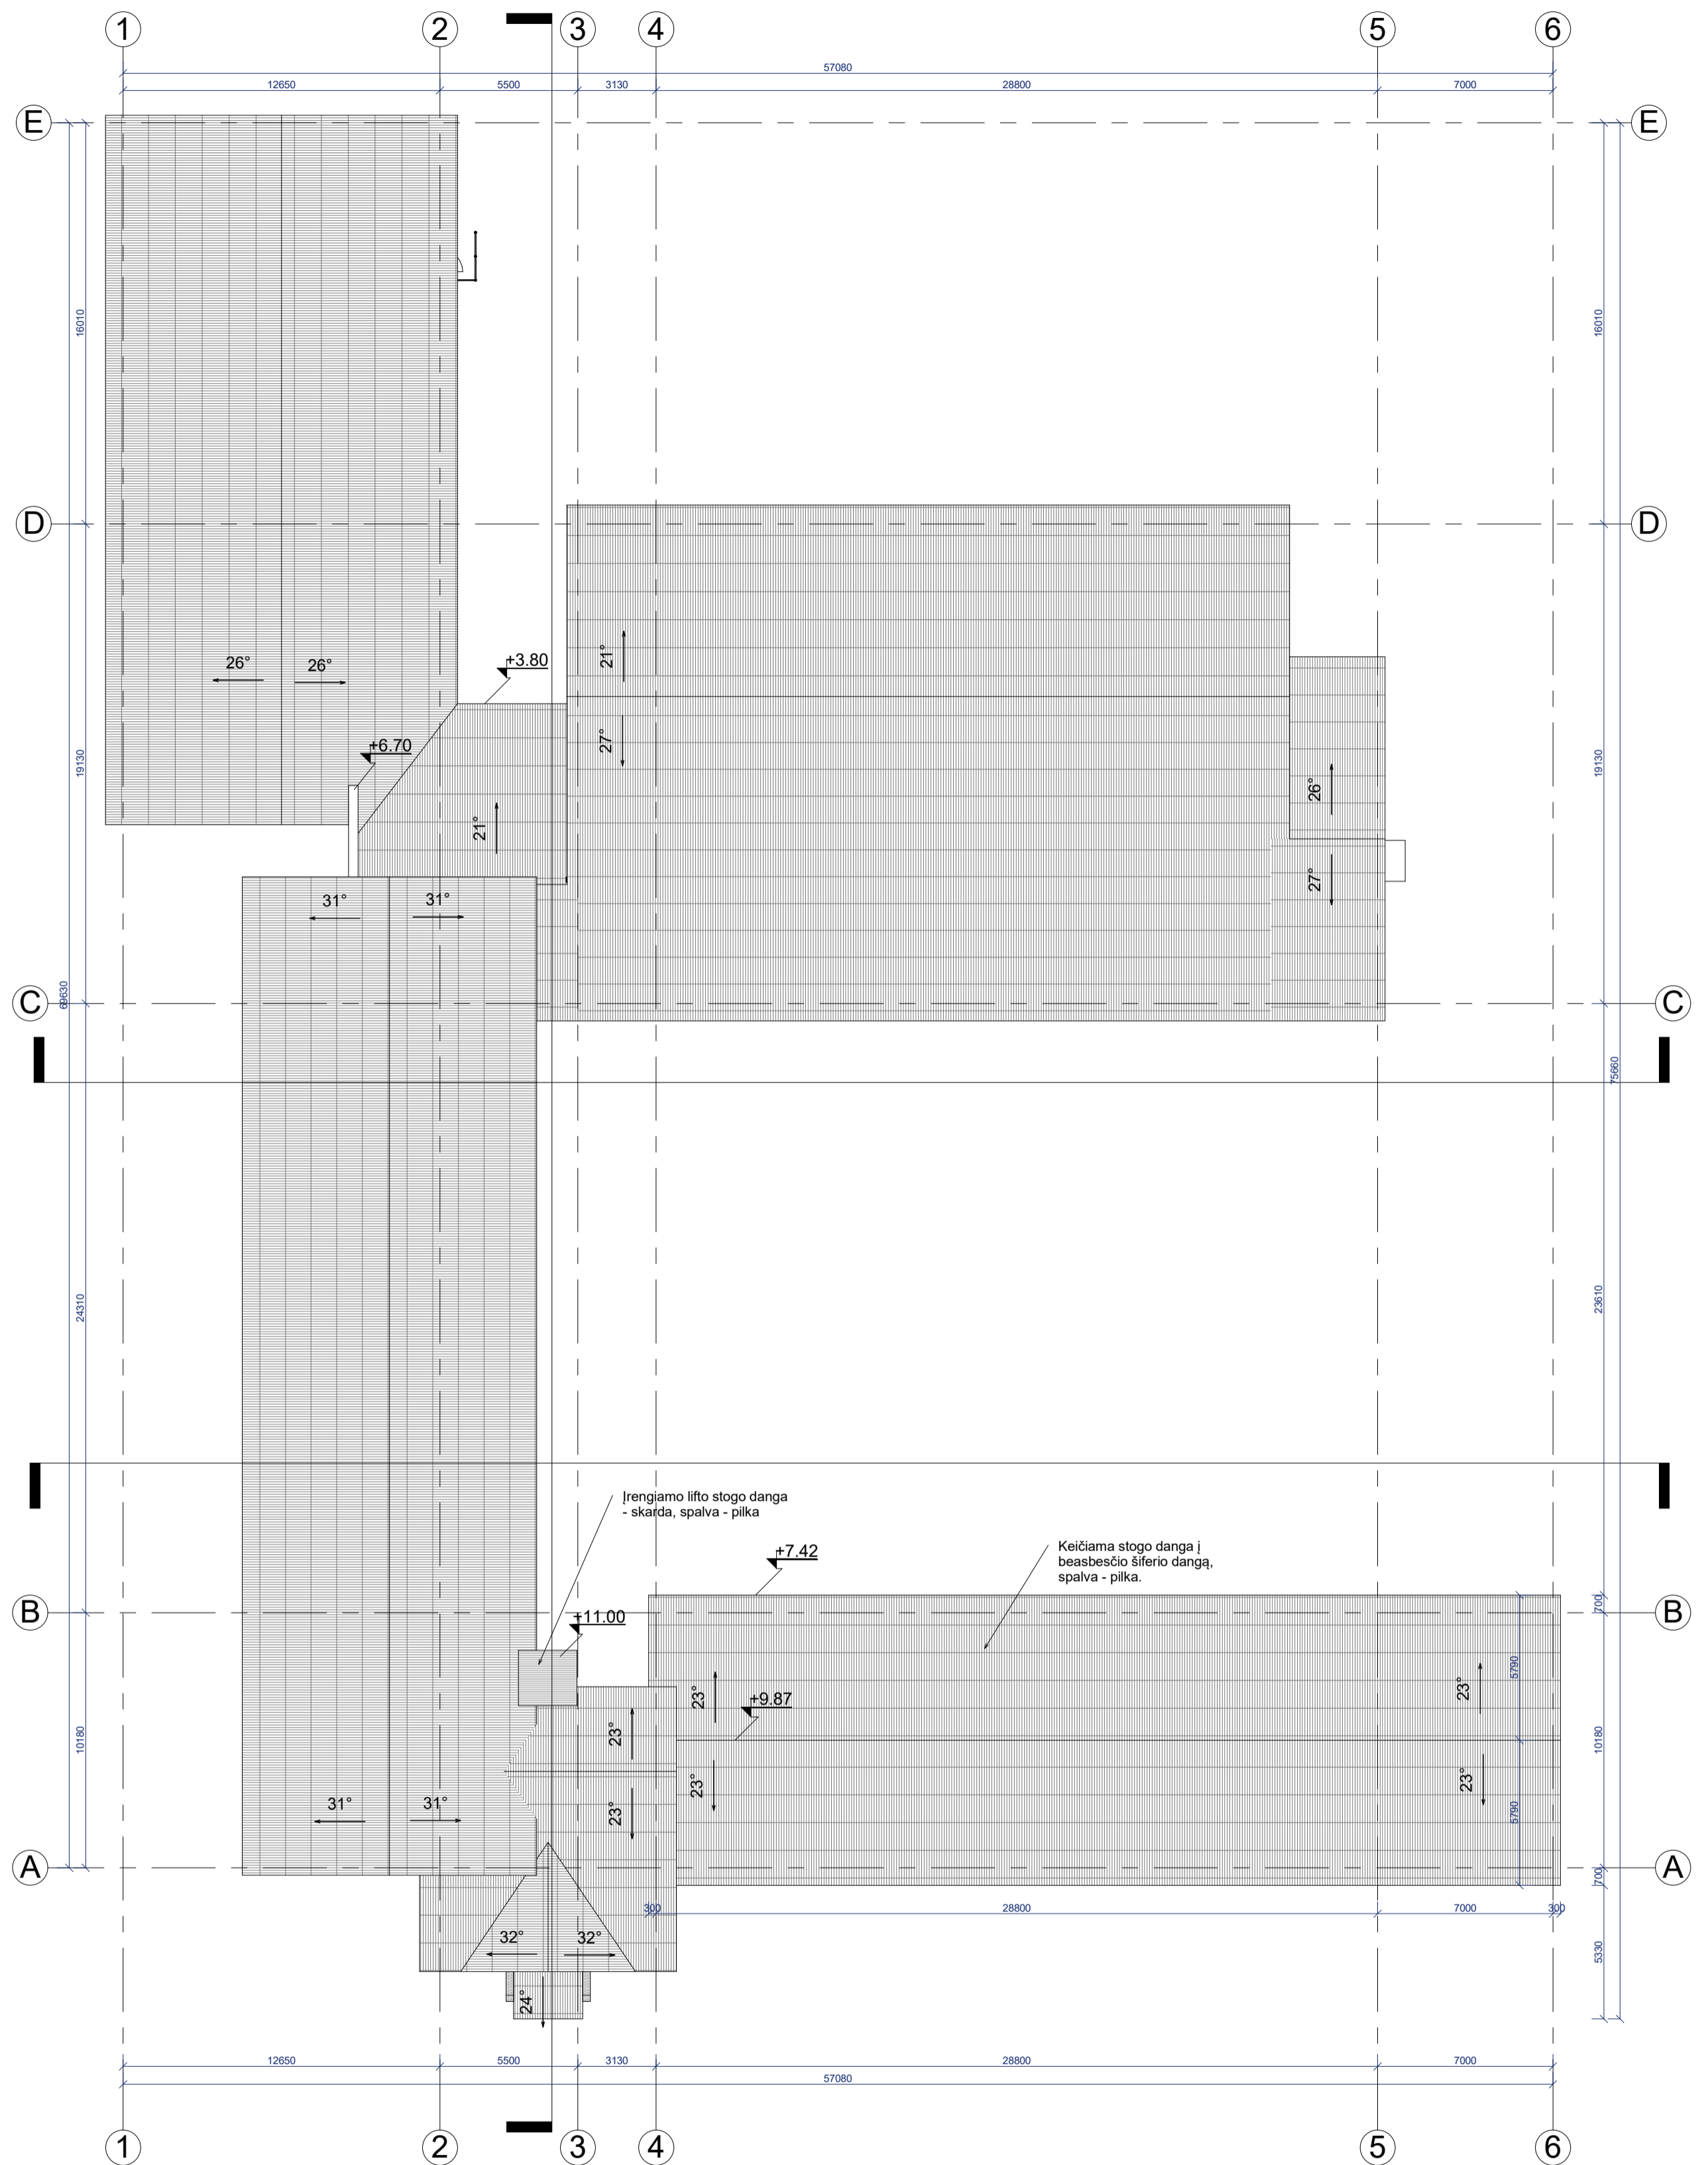 1 2 3 4 5 6
57080
12650 5500 3130 28800 7000
E E
16010 16010
D D
26° 26°
+3.80
21°
27°
+6.70
19130 19130
21°
26°
27°
31° 31°
C C
69630
75660
24310 23610
Įrengiamo lifto stogo danga
- skarda, spalva - pilka
Keičiama stogo danga į
beasbesčio šiferio dangą,
spalva - pilka.
+7.42
700
B B
+11.00
5790
23° 23° 23°
+9.87
10180 10180
23° 23° 23°
5790
31° 31°
A A
700
300 28800 7000 300
32° 32°
5330
24°
12650 5500 3130 28800 7000
57080
1 2 3 4 5 6